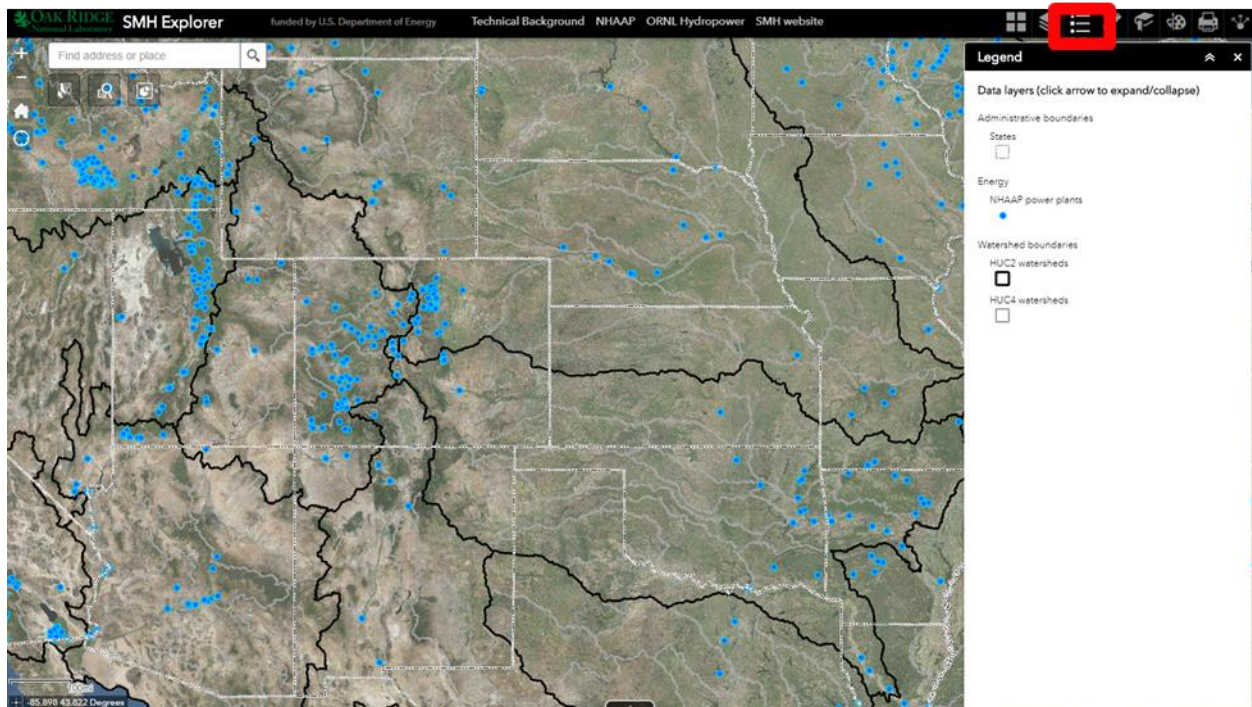 OAK RIDGE
National Laboratory
SMH Explorer
funded by U.S. Department of Energy
Technical Background NHAAP ORNL Hydropower SMH website
Find address or place
Legend
Data layers (click arrow to expand/collapse)
Administrative boundaries
States
Energy
NHAAP power plants
Watershed boundaries
HUC2 watersheds
HUC4 watersheds
100mi
-85.898 43.822 Degrees